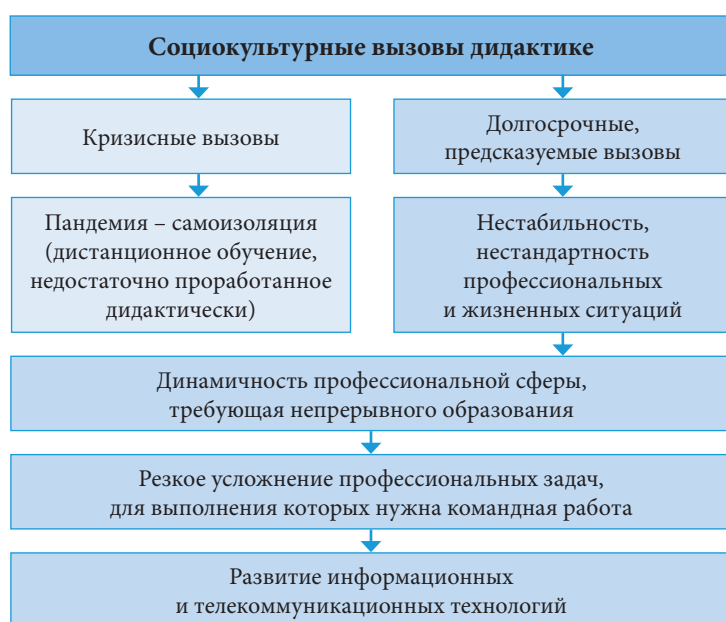 Социокультурные вызовы дидактике
Кризисные вызовы
Долгосрочные,
предсказуемые вызовы
Пандемия – самоизоляция
(дистанционное обучение,
недостаточно проработанное
дидактически)
Нестабильность,
нестандартность
профессиональных
и жизненных ситуаций
Динамичность профессиональной сферы,
требующая непрерывного образования
Резкое усложнение профессиональных задач,
для выполнения которых нужна командная работа
Развитие информационных
и телекоммуникационных технологий